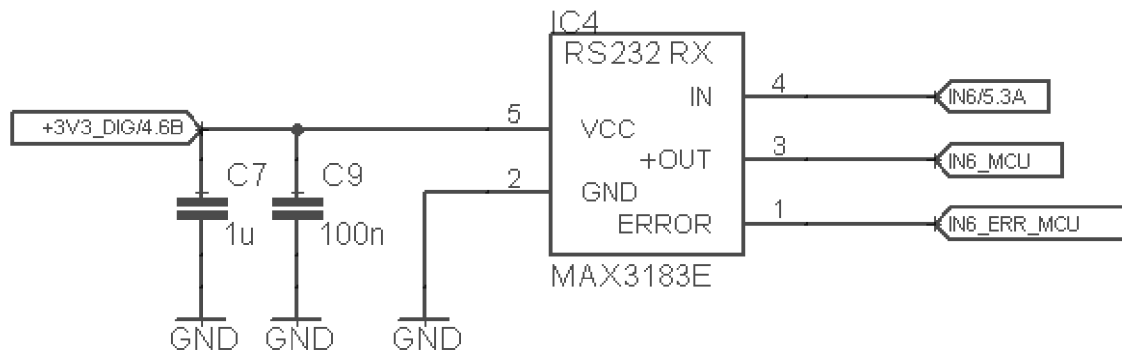 IC4
RS232 RX
IN
4
IN6/5.3A
+3V3_DIG/4.6B
5
VCC
+OUT
3
IN6_MCU
C7
C9
2
GND
1u
100n
ERROR
1
IN6_ERR_MCU
MAX3183E
GND
GND
GND